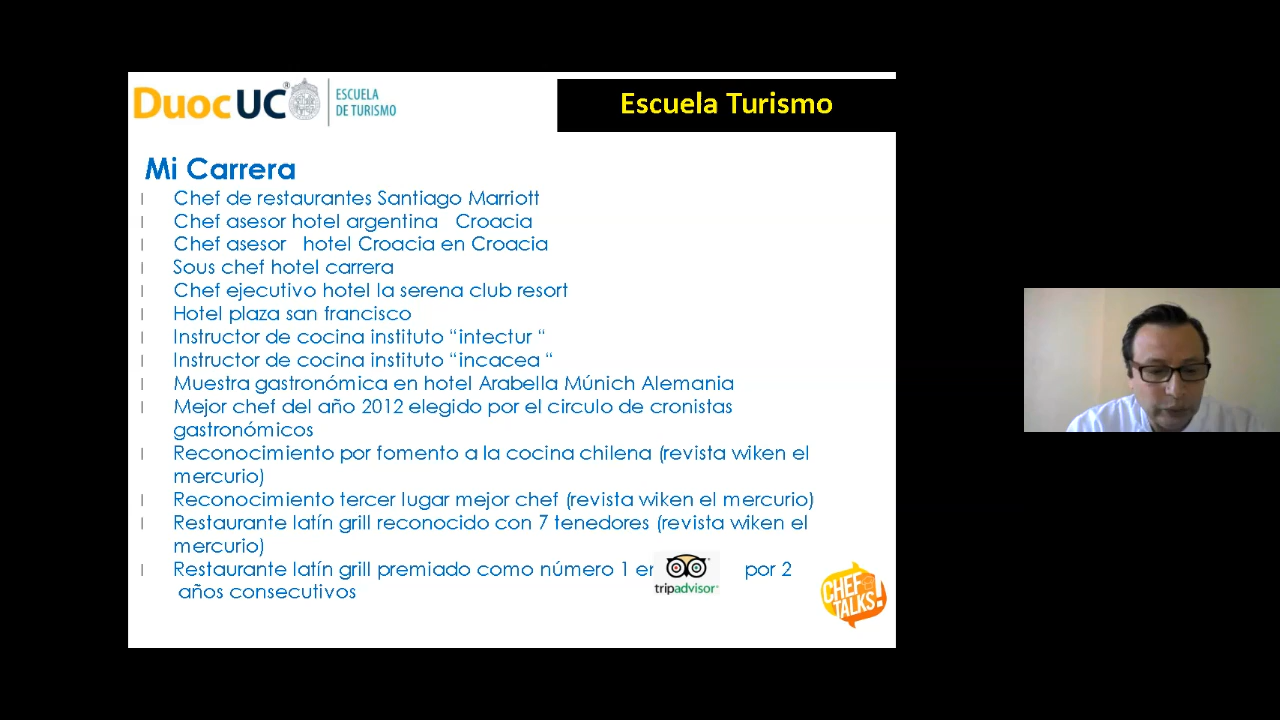 DuocUC®
ESCUELA
DE TURISMO
Escuela Turismo
Mi Carrera
Chef de restaurantes Santiago Marriott
Chef asesor hotel argentina Croacia
Chef asesor hotel Croacia en Croacia
Sous chef hotel carrera
Chef ejecutivo hotel la serena club resort
Hotel plaza san francisco
Instructor de cocina instituto “intectur “
Instructor de cocina instituto “incacea “
Muestra gastronómica en hotel Arabella Múnich Alemania
Mejor chef del año 2012 elegido por el circulo de cronistas
gastronómicos
Reconocimiento por fomento a la cocina chilena (revista wiken el
mercurio)
Reconocimiento tercer lugar mejor chef (revista wiken el mercurio)
Restaurante latín grill reconocido con 7 tenedores (revista wiken el
mercurio)
Restaurante latín grill premiado como número 1 en tripadvisor® por 2
años consecutivos
CHEF
TALKS!